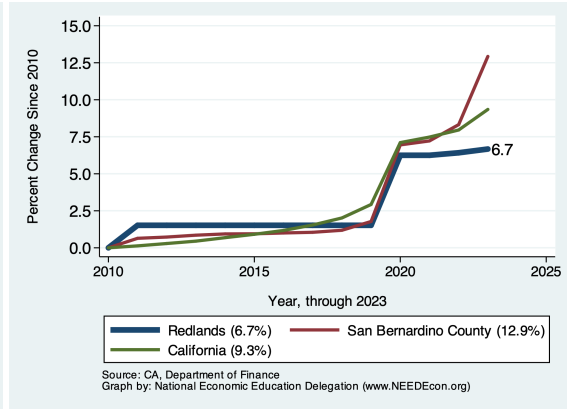 15.0
12.5
10.0
7.5
5.0
2.5
0.0
Percent Change Since 2010
6.7
2010 2015 2020 2025
Year, through 2023
Redlands (6.7%) San Bernardino County (12.9%)
California (9.3%)
Source: CA, Department of Finance
Graph by: National Economic Education Delegation (www.NEEDEcon.org)